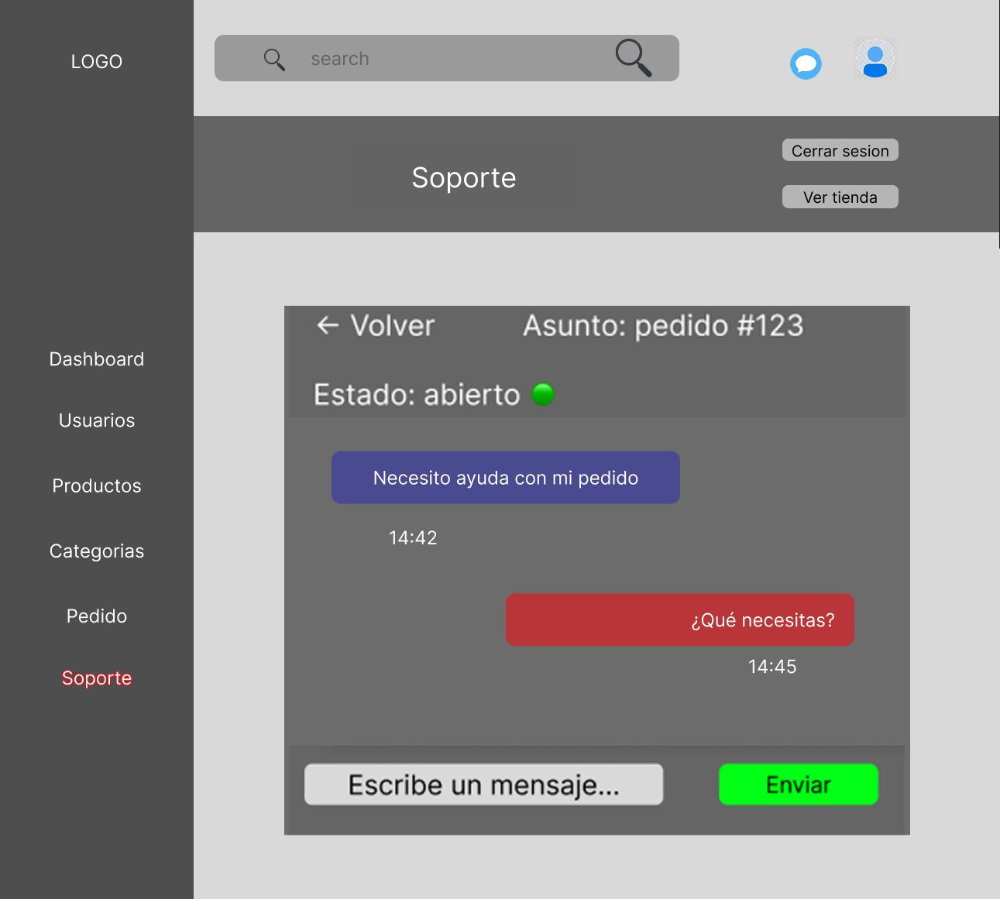 LOGO
search
Soporte
Cerrar sesion
Ver tienda
Dashboard
Usuarios
Productos
Categorias
Pedido
Soporte
← Volver
Asunto: pedido #123
Estado: abierto
Necesito ayuda con mi pedido
14:42
¿Qué necesitas?
14:45
Escribe un mensaje...
Enviar